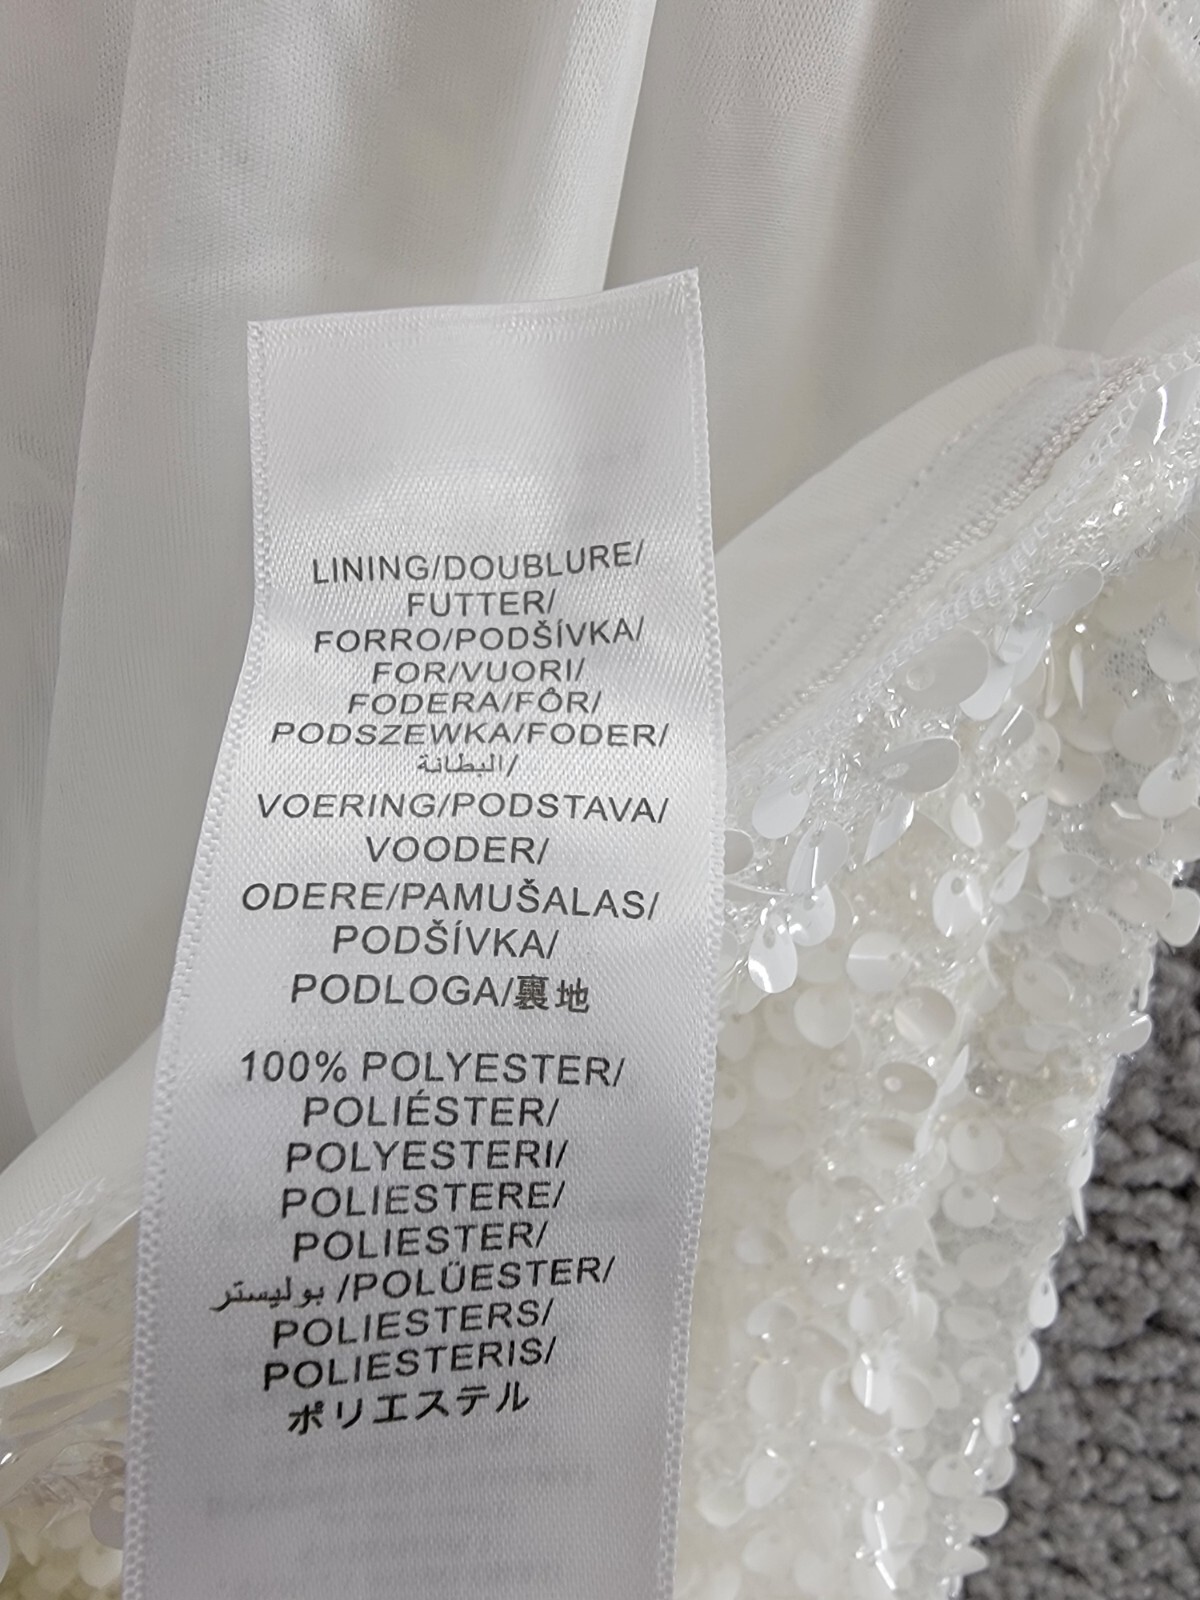 LINING/DOUBLURE/
FUTTER/
FORRO/PODŠÍVKA/
FOR/VUORI/
FODERA/FÔR/
PODSZEWKA/FODER/
البطانة/
VOERING/PODSTAVA/
VOODER/
ODERE/PAMUŠALAS/
PODŠÍVKA/
PODLOGA/裏地
100% POLYESTER/
POLIÉSTER/
POLYESTERI/
POLIESTERE/
POLIESTER/
بوليستر /POLÜESTER/
POLIESTERS/
POLIESTERIS/
ポリエステル